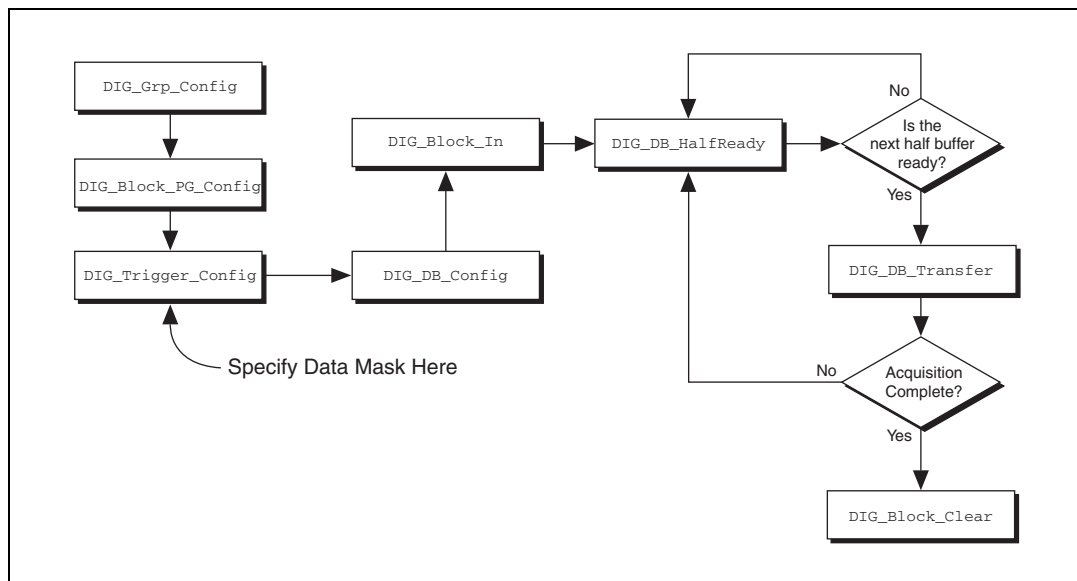 DIG_Grp_Config
DIG_Block_PG_Config
DIG_Trigger_Config
Specify Data Mask Here
DIG_DB_Config
DIG_Block_In
DIG_DB_HalfReady
Is the
next half buffer
ready?
No
Yes
DIG_DB_Transfer
Acquisition
Complete?
No
Yes
DIG_Block_Clear